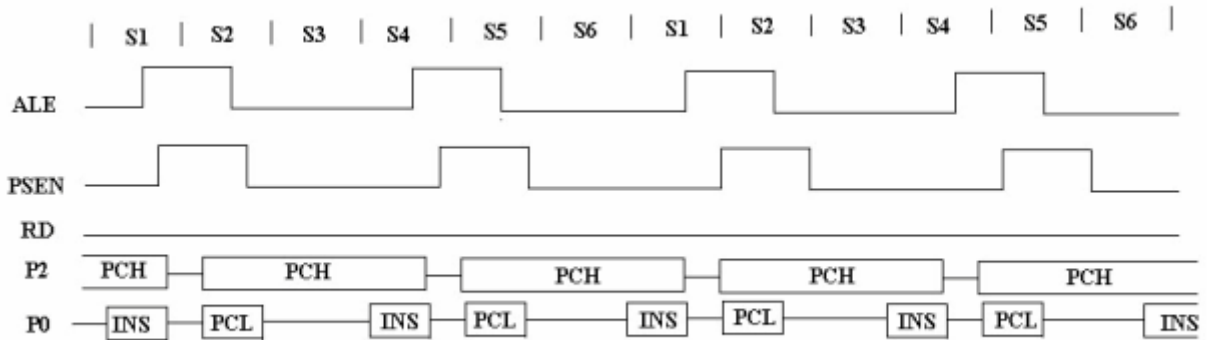 | S1 | S2 | S3 | S4 | S5 | S6 | S1 | S2 | S3 | S4 | S5 | S6 |
ALE
PSEN
RD
P2 PCH PCH PCH PCH PCH
P0 INS PCL INS PCL INS PCL INS PCL INS